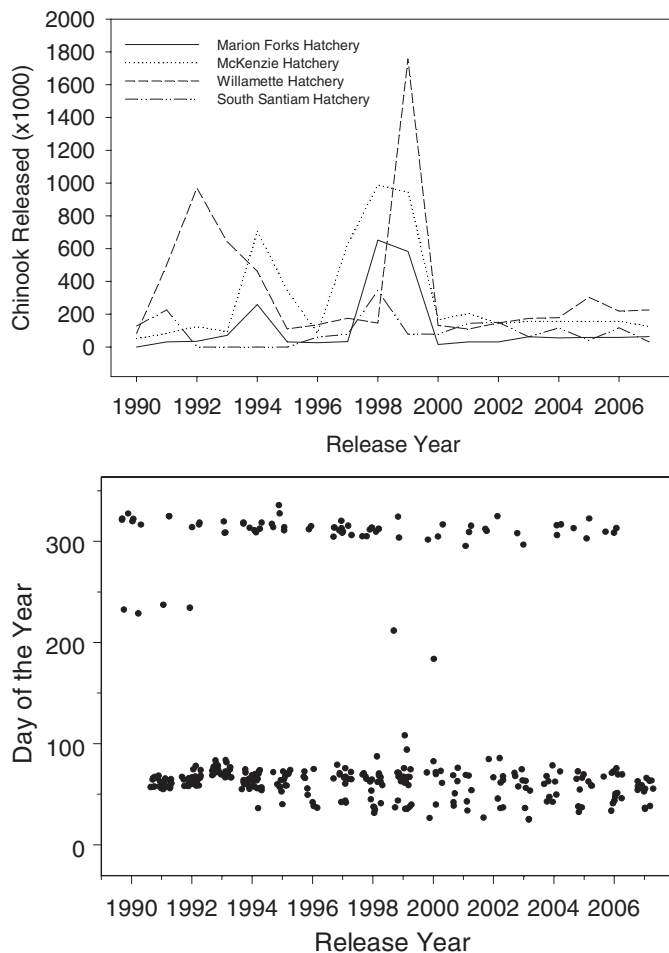 2000
1800
1600
1400
1200
1000
800
600
400
200
0
Chinook Released (x1000)
Marion Forks Hatchery
McKenzie Hatchery
Willamette Hatchery
South Santiam Hatchery
1990 1992 1994 1996 1998 2000 2002 2004 2006
Release Year
300
200
100
0
Day of the Year
1990 1992 1994 1996 1998 2000 2002 2004 2006
Release Year